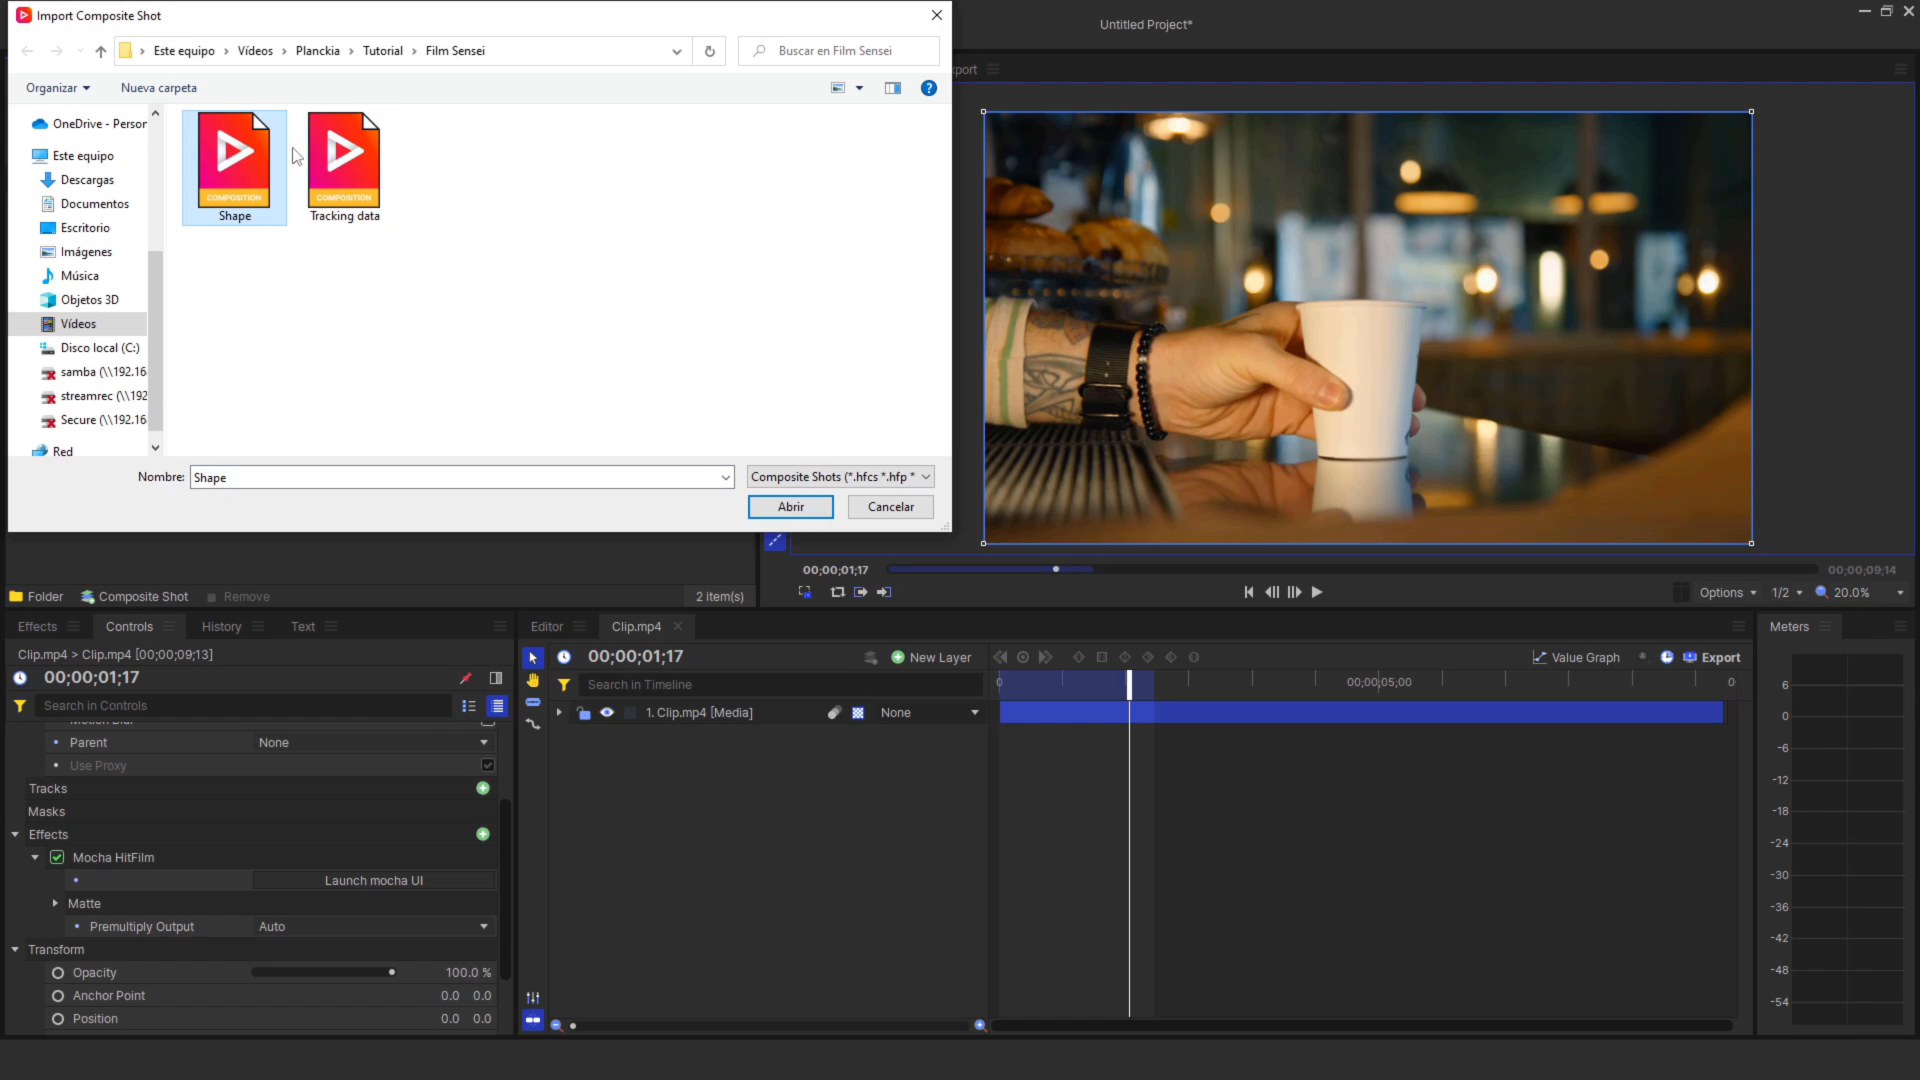 Import Composite Shot
Untitled Project*
Este equipo > Vídeos > Planckia > Tutorial > Film Sensei
Buscar en Film Sensei
Organizar
Nueva carpeta
OneDrive - Person
Este equipo
Descargas
Documentos
Escritorio
Imágenes
Música
Objetos 3D
Vídeos
Disco local (C:)
samba (\\192.16
streamrec (\\192
Secure (\\192.16
Red
COMPOSITION
Shape
COMPOSITION
Tracking data
Nombre: Shape
Composite Shots (*.hfcs *.hfp *
Abrir
Cancelar
port
00;00;01;17
00;00;09;14
Options
1/2
20.0%
Folder
Composite Shot
Remove
2 item(s)
Effects
Controls
History
Text
Clip.mp4 > Clip.mp4 [00;00;09;13]
00;00;01;17
Search in Controls
Motion Blur
Parent
None
Use Proxy
Tracks
Masks
Effects
Mocha HitFilm
Launch mocha UI
Matte
Premultiply Output
Auto
Transform
Opacity
100.0 %
Anchor Point
0.0 0.0
Position
0.0 0.0
Editor
Clip.mp4
00;00;01;17
New Layer
Value Graph
Export
Search in Timeline
0
00;00;05;00
0
1. Clip.mp4 [Media]
None
Meters
6
0
-6
-12
-18
-24
-30
-36
-42
-48
-54